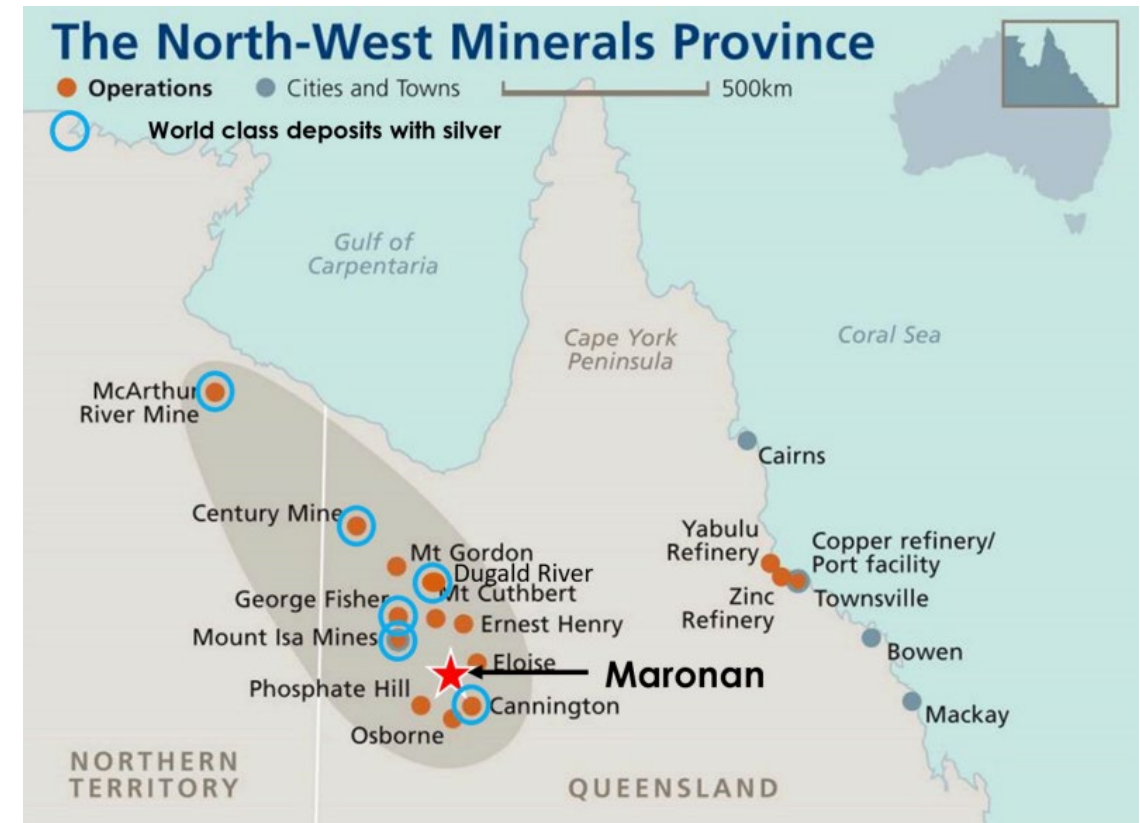 The North-West Minerals Province
Operations
Cities and Towns
500km
World class deposits with silver
Gulf of
Carpentaria
Cape York
Peninsula
Coral Sea
McArthur
River Mine
Cairns
Century Mine
Mt Gordon
Dugald River
Mt Cuthbert
Yabulu
Refinery
Copper refinery/
Port facility
George Fisher
Zinc
Refinery
Townsville
Ernest Henry
Mount Isa Mines
Bowen
Eloise
Maronan
Phosphate Hill
Cannington
Mackay
Osborne
NORTHERN
TERRITORY
QUEENSLAND